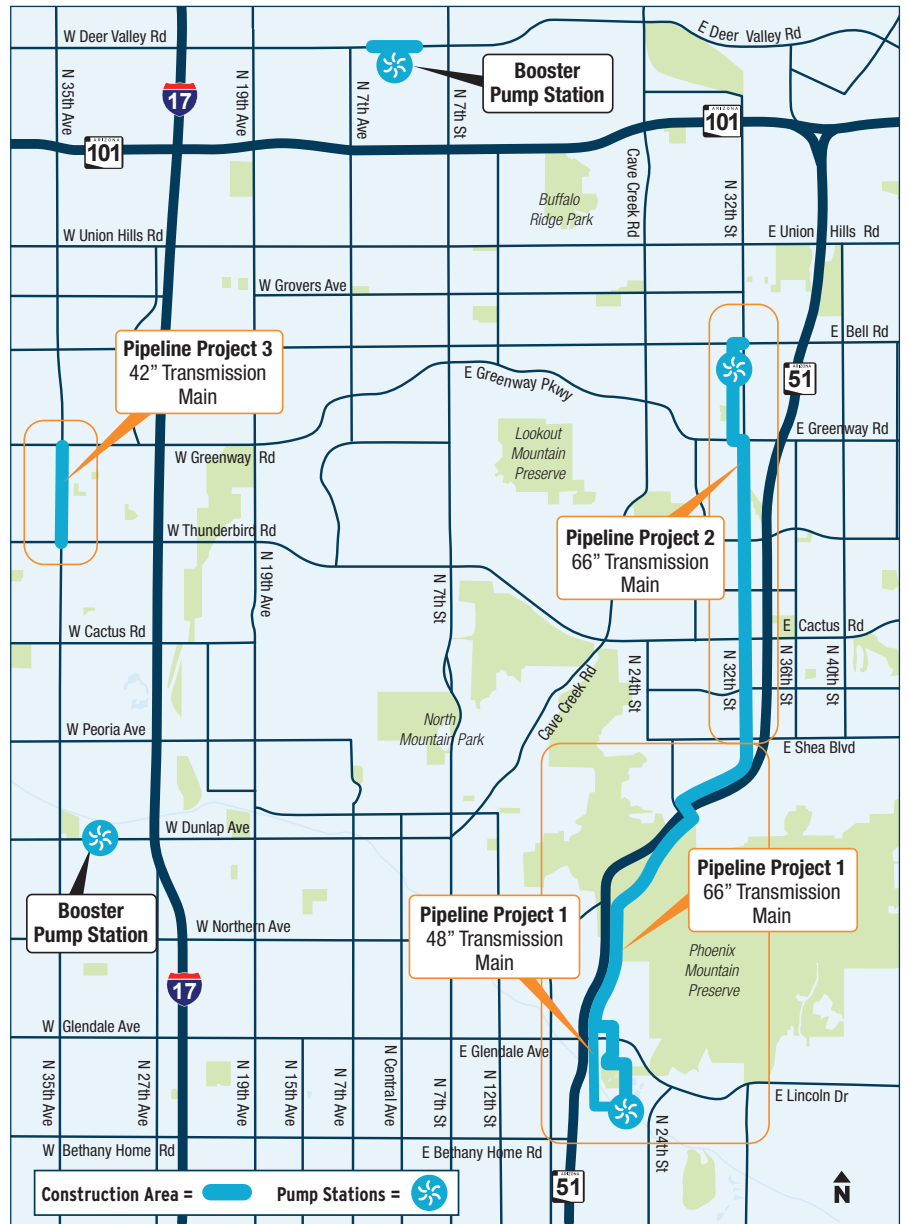 W Deer Valley Rd
E Deer Valley Rd
N 35th Ave
17
N 19th Ave
N 7th Ave
Booster
Pump Station
N 7th St
ARIZONA
101
ARIZONA
101
Cave Creek Rd
N 32th St
Buffalo
Ridge Park
W Union Hills Rd
E Union Hills Rd
W Grovers Ave
Pipeline Project 3
42” Transmission
Main
E Bell Rd
ARIZONA
51
E Greenway Pkwy
E Greenway Rd
W Greenway Rd
Lookout
Mountain
Preserve
W Thunderbird Rd
Pipeline Project 2
66” Transmission
Main
N 19th Ave
N 7th St
W Cactus Rd
E Cactus Rd
N 24th St
N 32th St
N 36th St
N 40th St
Cave Creek Rd
North
Mountain Park
W Peoria Ave
E Shea Blvd
W Dunlap Ave
Booster
Pump Station
W Northern Ave
Pipeline Project 1
66” Transmission
Main
Pipeline Project 1
48” Transmission
Main
Phoenix
Mountain
Preserve
17
W Glendale Ave
E Glendale Ave
N 35th Ave
N 27th Ave
N 19th Ave
N 15th Ave
N 7th Ave
N Central Ave
N 7th St
N 12th St
E Lincoln Dr
N 24th St
W Bethany Home Rd
E Bethany Home Rd
ARIZONA
51
Construction Area =
Pump Stations =
N